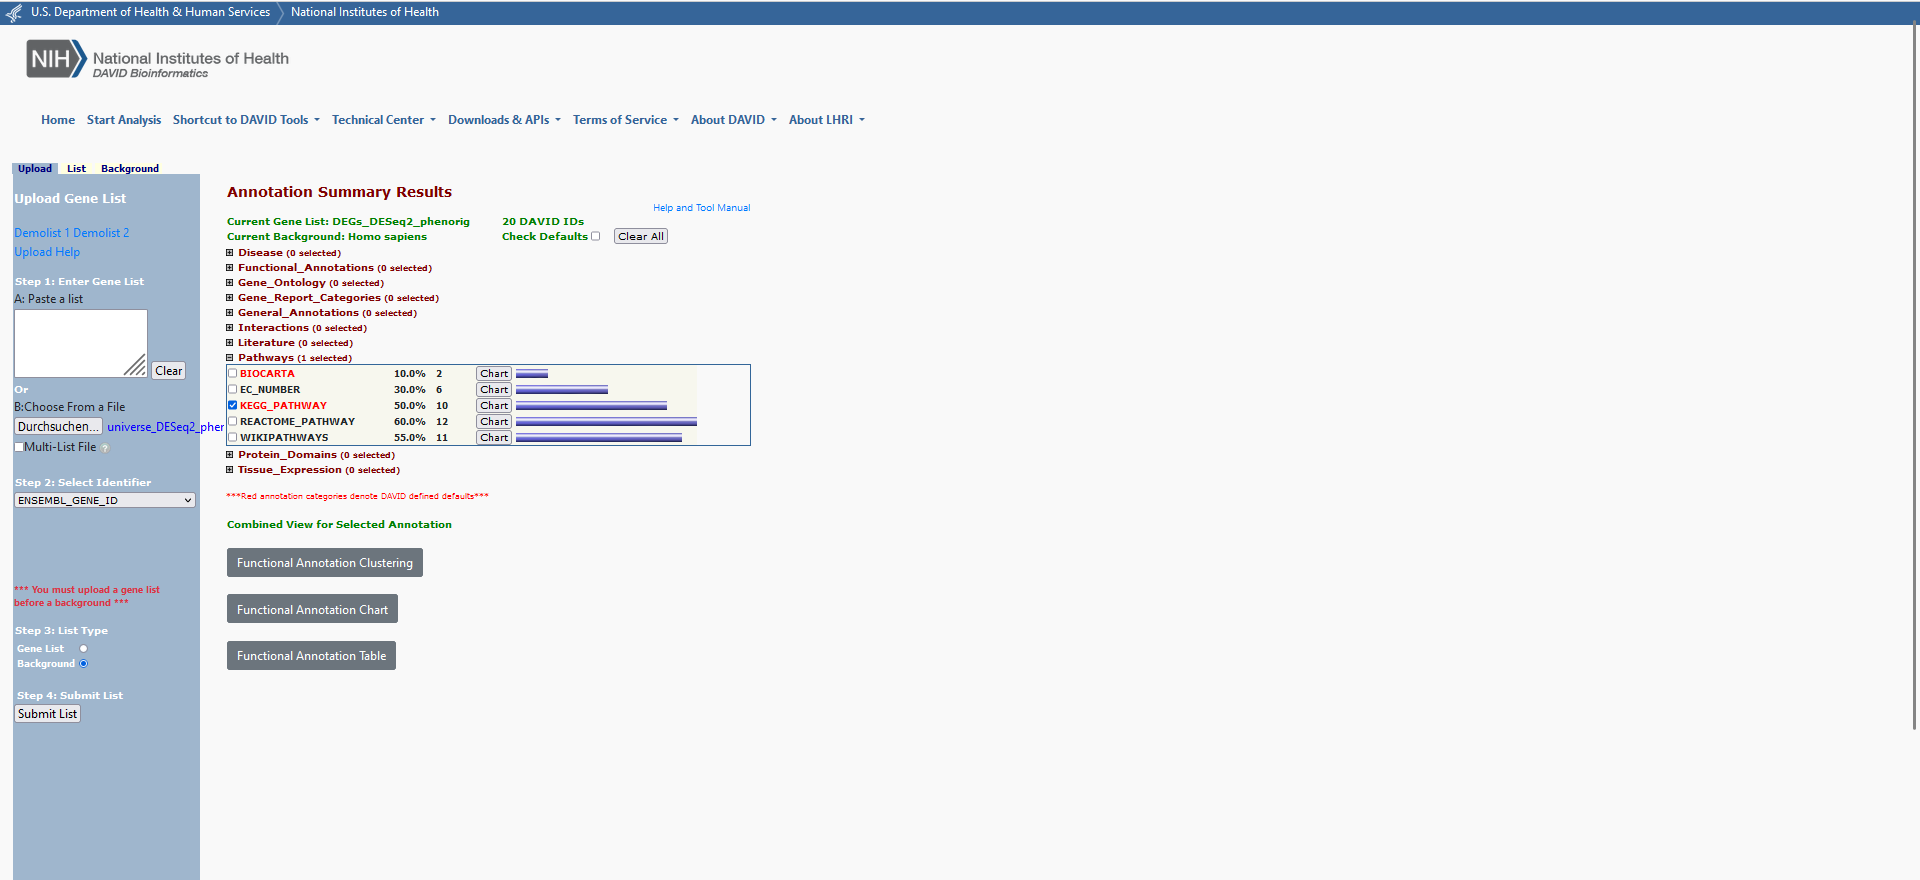 U.S. Department of Health & Human Services National Institutes of Health
NIH National Institutes of Health
DAVID Bioinformatics
Home Start Analysis Shortcut to DAVID Tools Technical Center Downloads & APIs Terms of Service About DAVID About LHRI
Upload List Background
Upload Gene List
Demolist 1 Demolist 2
Upload Help
Step 1: Enter Gene List
A: Paste a list
Clear
Or
B:Choose From a File
Durchsuchen... universe_DESeq2_pher
Multi-List File ?
Step 2: Select Identifier
ENSEMBL_GENE_ID
*** You must upload a gene list
before a background ***
Step 3: List Type
Gene List
Background
Step 4: Submit List
Submit List
Annotation Summary Results
Help and Tool Manual
Current Gene List: DEGs_DESeq2_phenorig 20 DAVID IDs
Current Background: Homo sapiens Check Defaults Clear All
Disease (0 selected)
Functional_Annotations (0 selected)
Gene_Ontology (0 selected)
Gene_Report_Categories (0 selected)
General_Annotations (0 selected)
Interactions (0 selected)
Literature (0 selected)
Pathways (1 selected)
BIOCARTA 10.0% 2 Chart
EC_NUMBER 30.0% 6 Chart
KEGG_PATHWAY 50.0% 10 Chart
REACTOME_PATHWAY 60.0% 12 Chart
WIKIPATHWAYS 55.0% 11 Chart
Protein_Domains (0 selected)
Tissue_Expression (0 selected)
***Red annotation categories denote DAVID defined defaults***
Combined View for Selected Annotation
Functional Annotation Clustering
Functional Annotation Chart
Functional Annotation Table